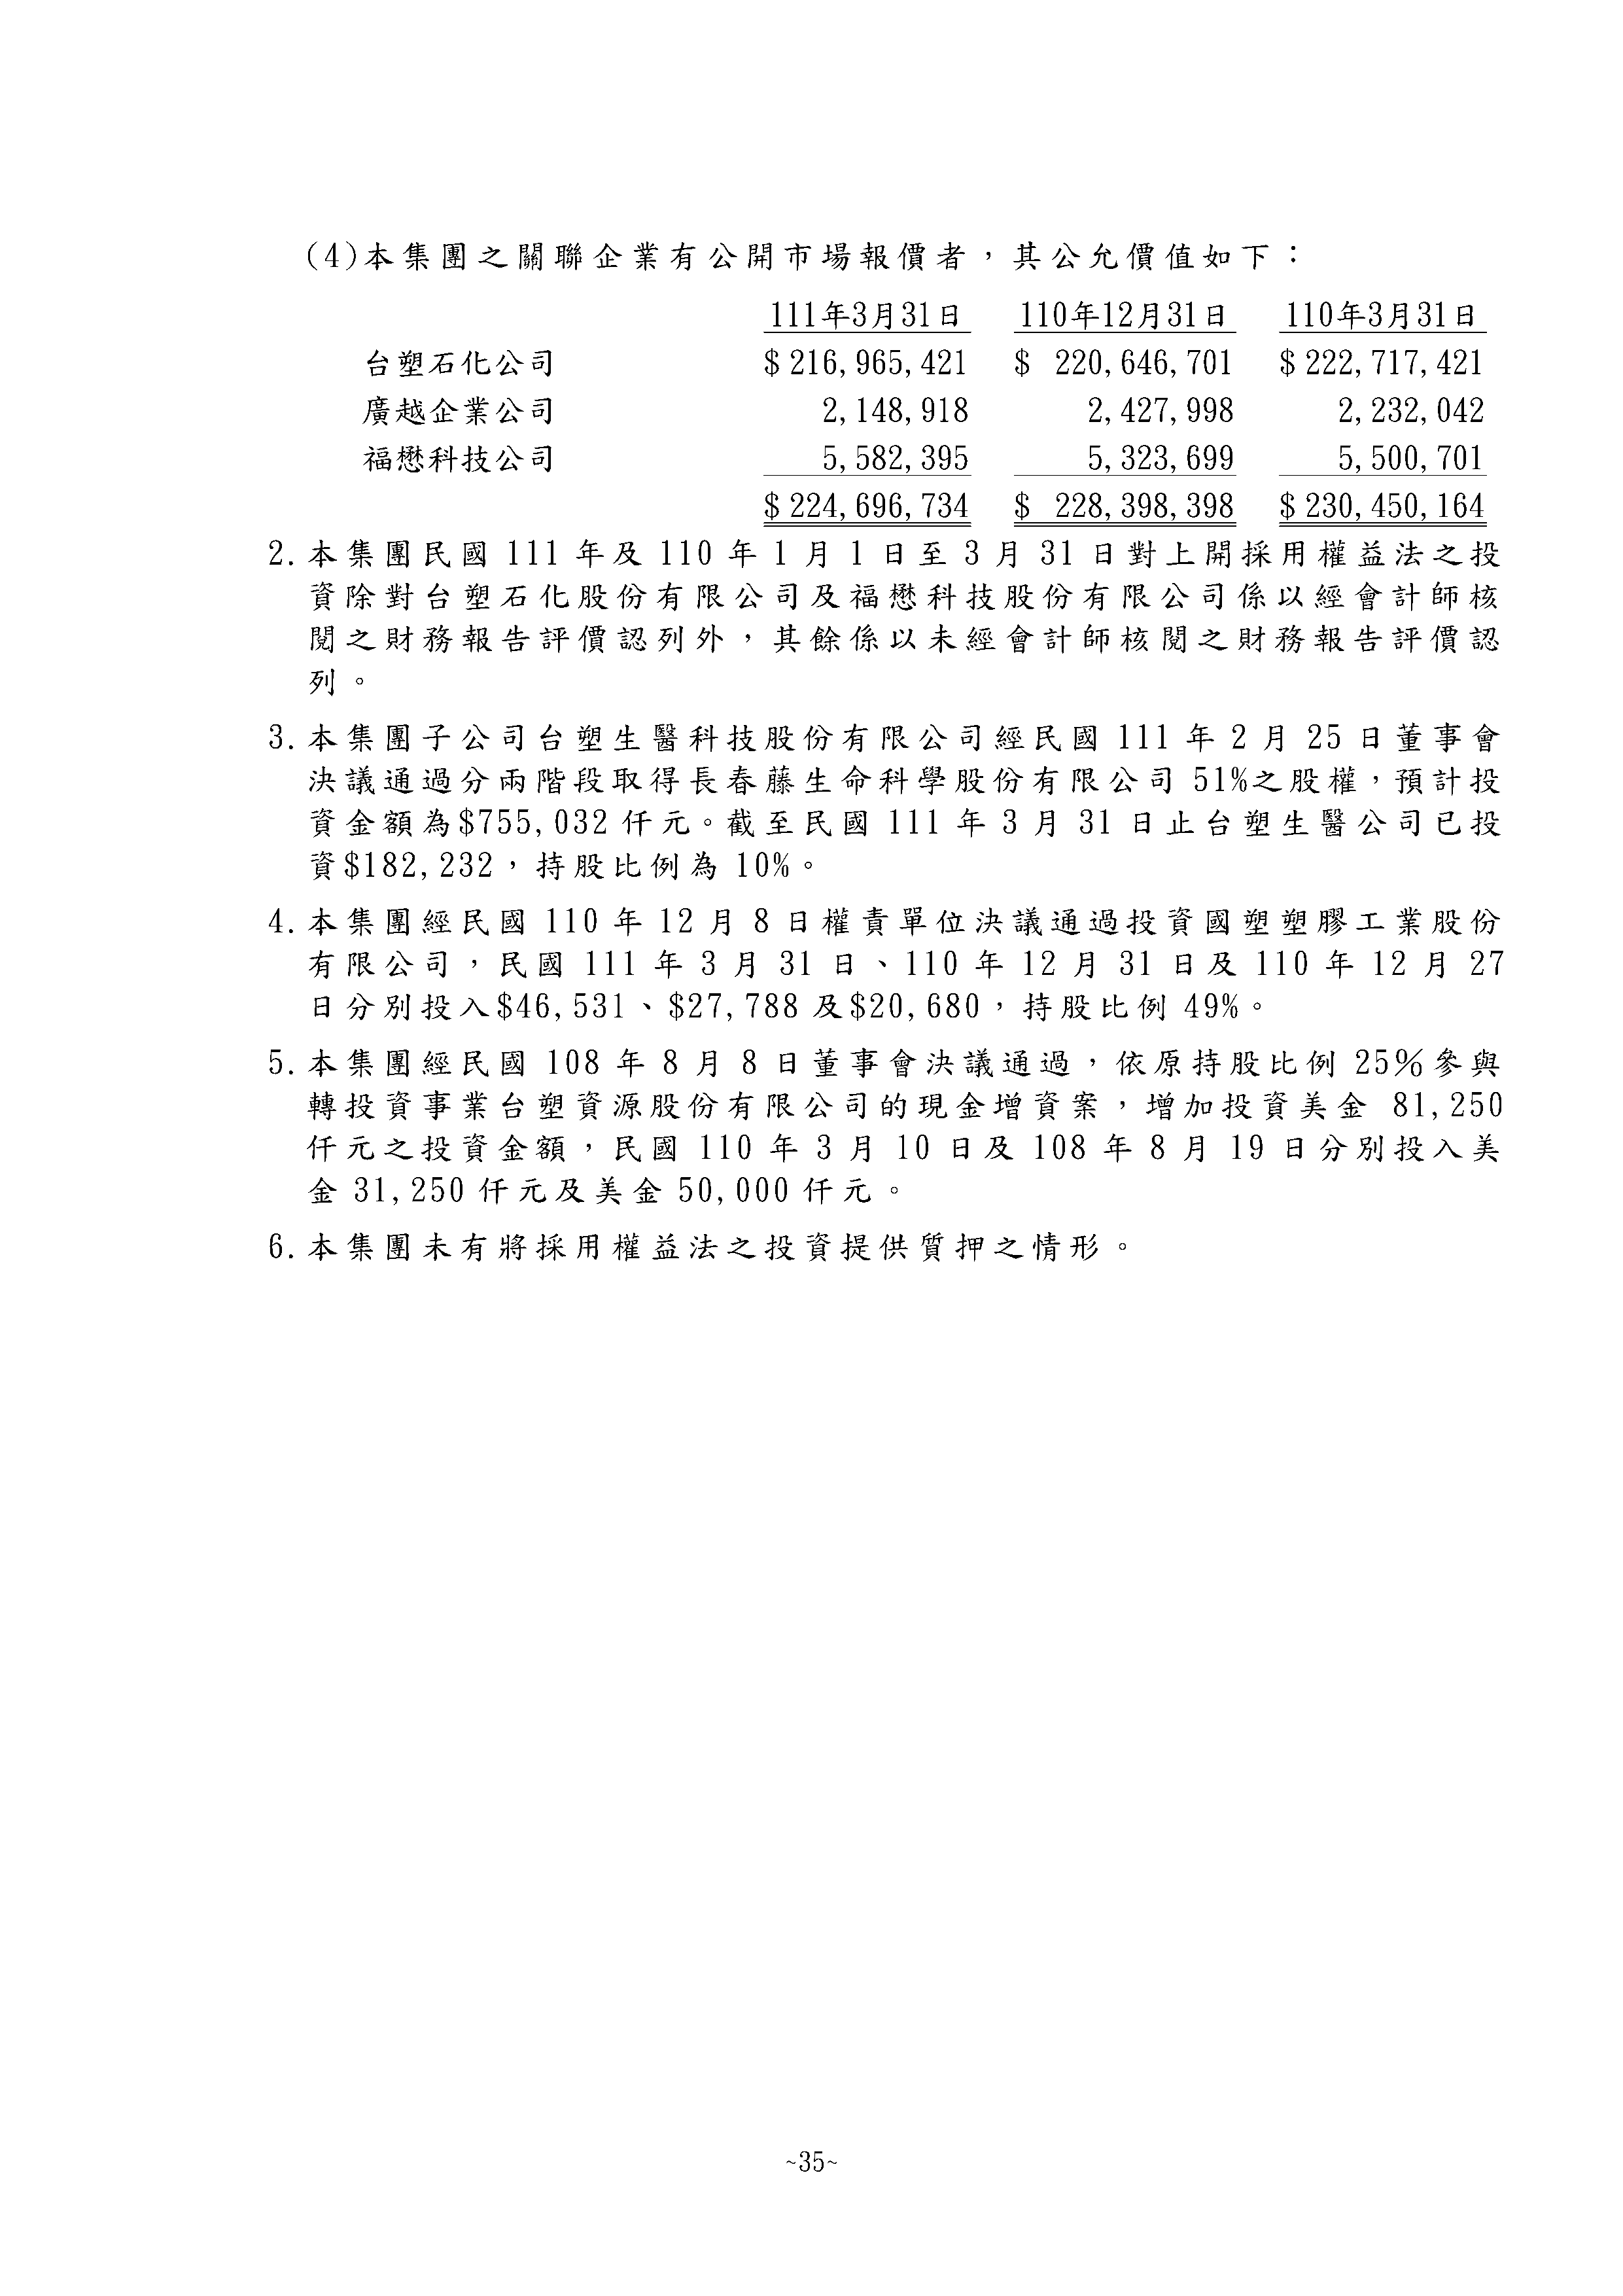 (4)本集團之關聯企業有公開市場報價者，其公允價值如下：
111年3月31日 110年12月31日 110年3月31日
台塑石化公司 $ 216,965,421 $ 220,646,701 $ 222,717,421
廣越企業公司 2,148,918 2,427,998 2,232,042
福懋科技公司 5,582,395 5,323,699 5,500,701
$ 224,696,734 $ 228,398,398 $ 230,450,164
2.本集團民國 111 年及 110 年 1 月 1 日至 3 月 31 日對上開採用權益法之投
資除對台塑石化股份有限公司及福懋科技股份有限公司係以經會計師核
閱之財務報告評價認列外，其餘係以未經會計師核閱之財務報告評價認
列。
3.本集團子公司台塑生醫科技股份有限公司經民國 111 年 2 月 25 日董事會
決議通過分兩階段取得長春藤生命科學股份有限公司 51%之股權，預計投
資金額為$755,032 仟元。截至民國 111 年 3 月 31 日止台塑生醫公司已投
資$182,232，持股比例為 10%。
4.本集團經民國 110 年 12 月 8 日權責單位決議通過投資國塑塑膠工業股份
有限公司，民國 111 年 3 月 31 日、110 年 12 月 31 日及 110 年 12 月 27
日分別投入$46,531、$27,788 及$20,680，持股比例 49%。
5.本集團經民國 108 年 8 月 8 日董事會決議通過，依原持股比例 25％參與
轉投資事業台塑資源股份有限公司的現金增資案，增加投資美金 81,250
仟元之投資金額，民國 110 年 3 月 10 日及 108 年 8 月 19 日分別投入美
金 31,250 仟元及美金 50,000 仟元。
6.本集團未有將採用權益法之投資提供質押之情形。
~35~